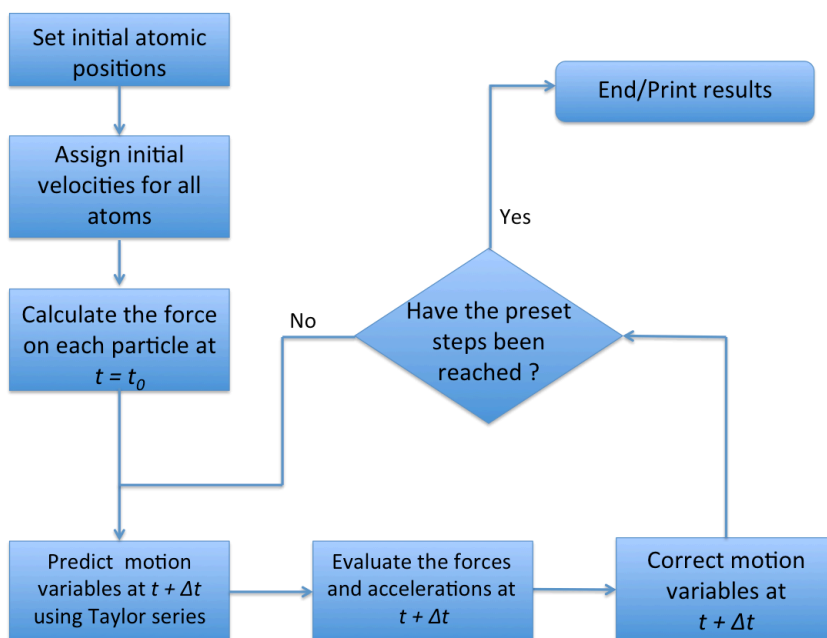 Set initial atomic
positions
Assign initial
velocities for all
atoms
Calculate the force
on each particle at
t = t₀
Predict motion
variables at t + Δt
using Taylor series
Evaluate the forces
and accelerations at
t + Δt
Correct motion
variables at
t + Δt
Have the preset
steps been
reached ?
No
Yes
End/Print results